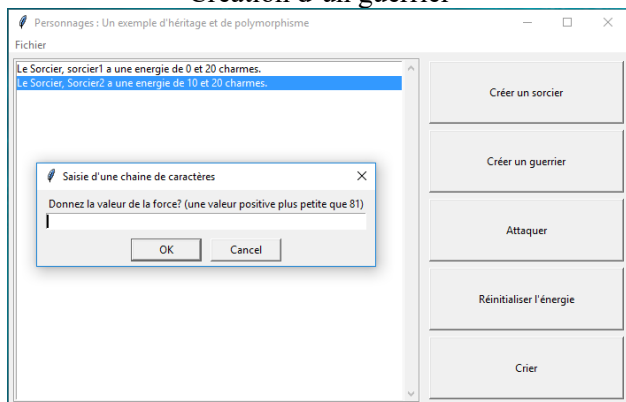 Création d'un guerrier
Personnages : Un exemple d'héritage et de polymorphisme
Fichier
Le Sorcier, sorcier1 a une energie de 0 et 20 charmes.
Le Sorcier, Sorcier2 a une energie de 10 et 20 charmes.
Créer un sorcier
Saisie d'une chaine de caractères
Créer un guerrier
Donnez la valeur de la force? (une valeur positive plus petite que 81)
OK Cancel
Attaquer
Réinitialiser l'énergie
Crier